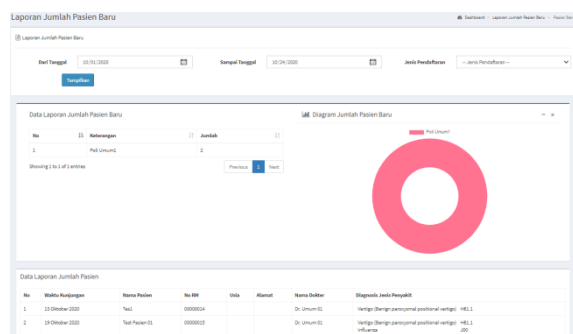 Laporan Jumlah Pasien Baru
Dashboard - Laporan Jumlah Pasien Baru - Pasien Baru
Laporan Jumlah Pasien Baru
Dari Tanggal 10/01/2020 Sampai Tanggal 10/24/2020 Jenis Pendaftaran -- Jenis Pendaftaran --
Tampilkan
Data Laporan Jumlah Pasien Baru
No Keterangan Jumlah
1 Poli Umum1 2
Showing 1 to 1 of 1 entries
Previous 1 Next
Diagram Jumlah Pasien Baru
Poli Umum1
Data Laporan Jumlah Pasien
No Waktu Kunjungan Nama Pasien No RM Usia Alamat Nama Dokter Diagnosis Jenis Penyakit
1 15 Oktober 2020 Tes1 00000014 Dr. Umum 01 Vertigo (Benign paroxysmal positional vertigo) H81.1
2 19 Oktober 2020 Test Pasien 01 00000015 Dr. Umum 01 Vertigo (Benign paroxysmal positional vertigo) H81.1
Influenza J00